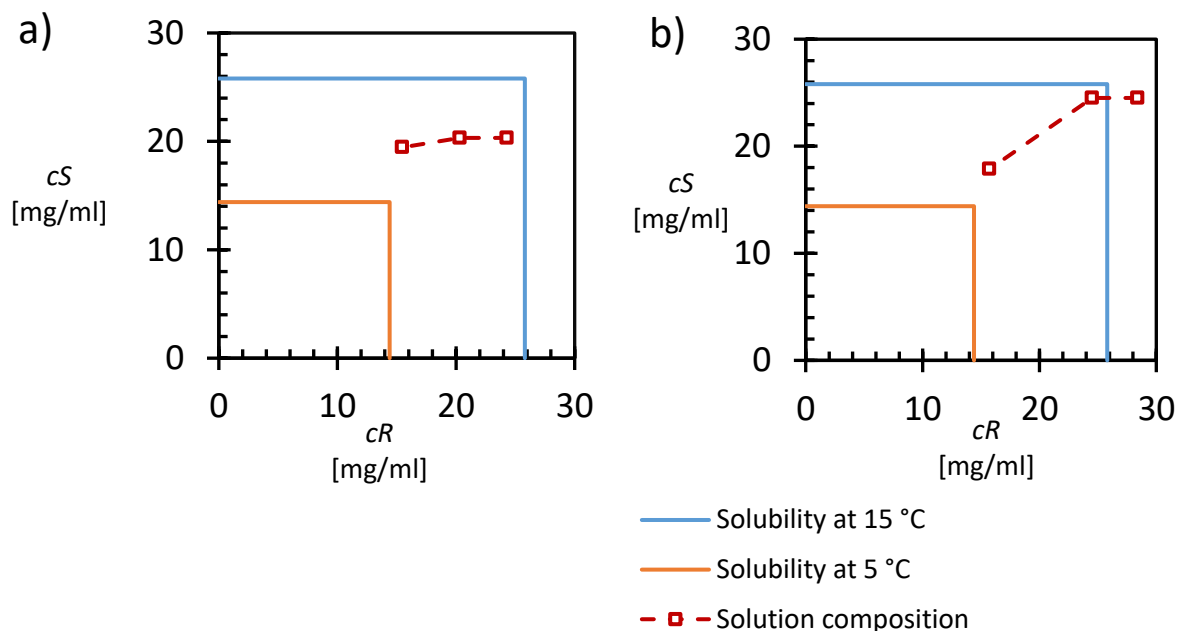 a)
30
20
10
0
cS
[mg/ml]
0 10 20 30
cR
[mg/ml]
b)
30
20
10
0
cS
[mg/ml]
0 10 20 30
cR
[mg/ml]
Solubility at 15 °C
Solubility at 5 °C
Solution composition